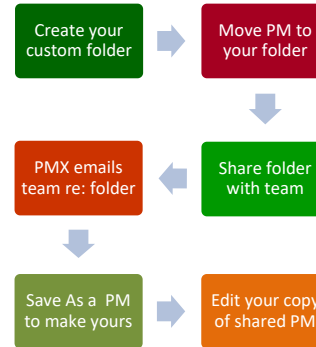 Create your
custom folder
Move PM to
your folder
Share folder
with team
PMX emails
team re: folder
Save As a PM
to make yours
Edit your copy
of shared PM